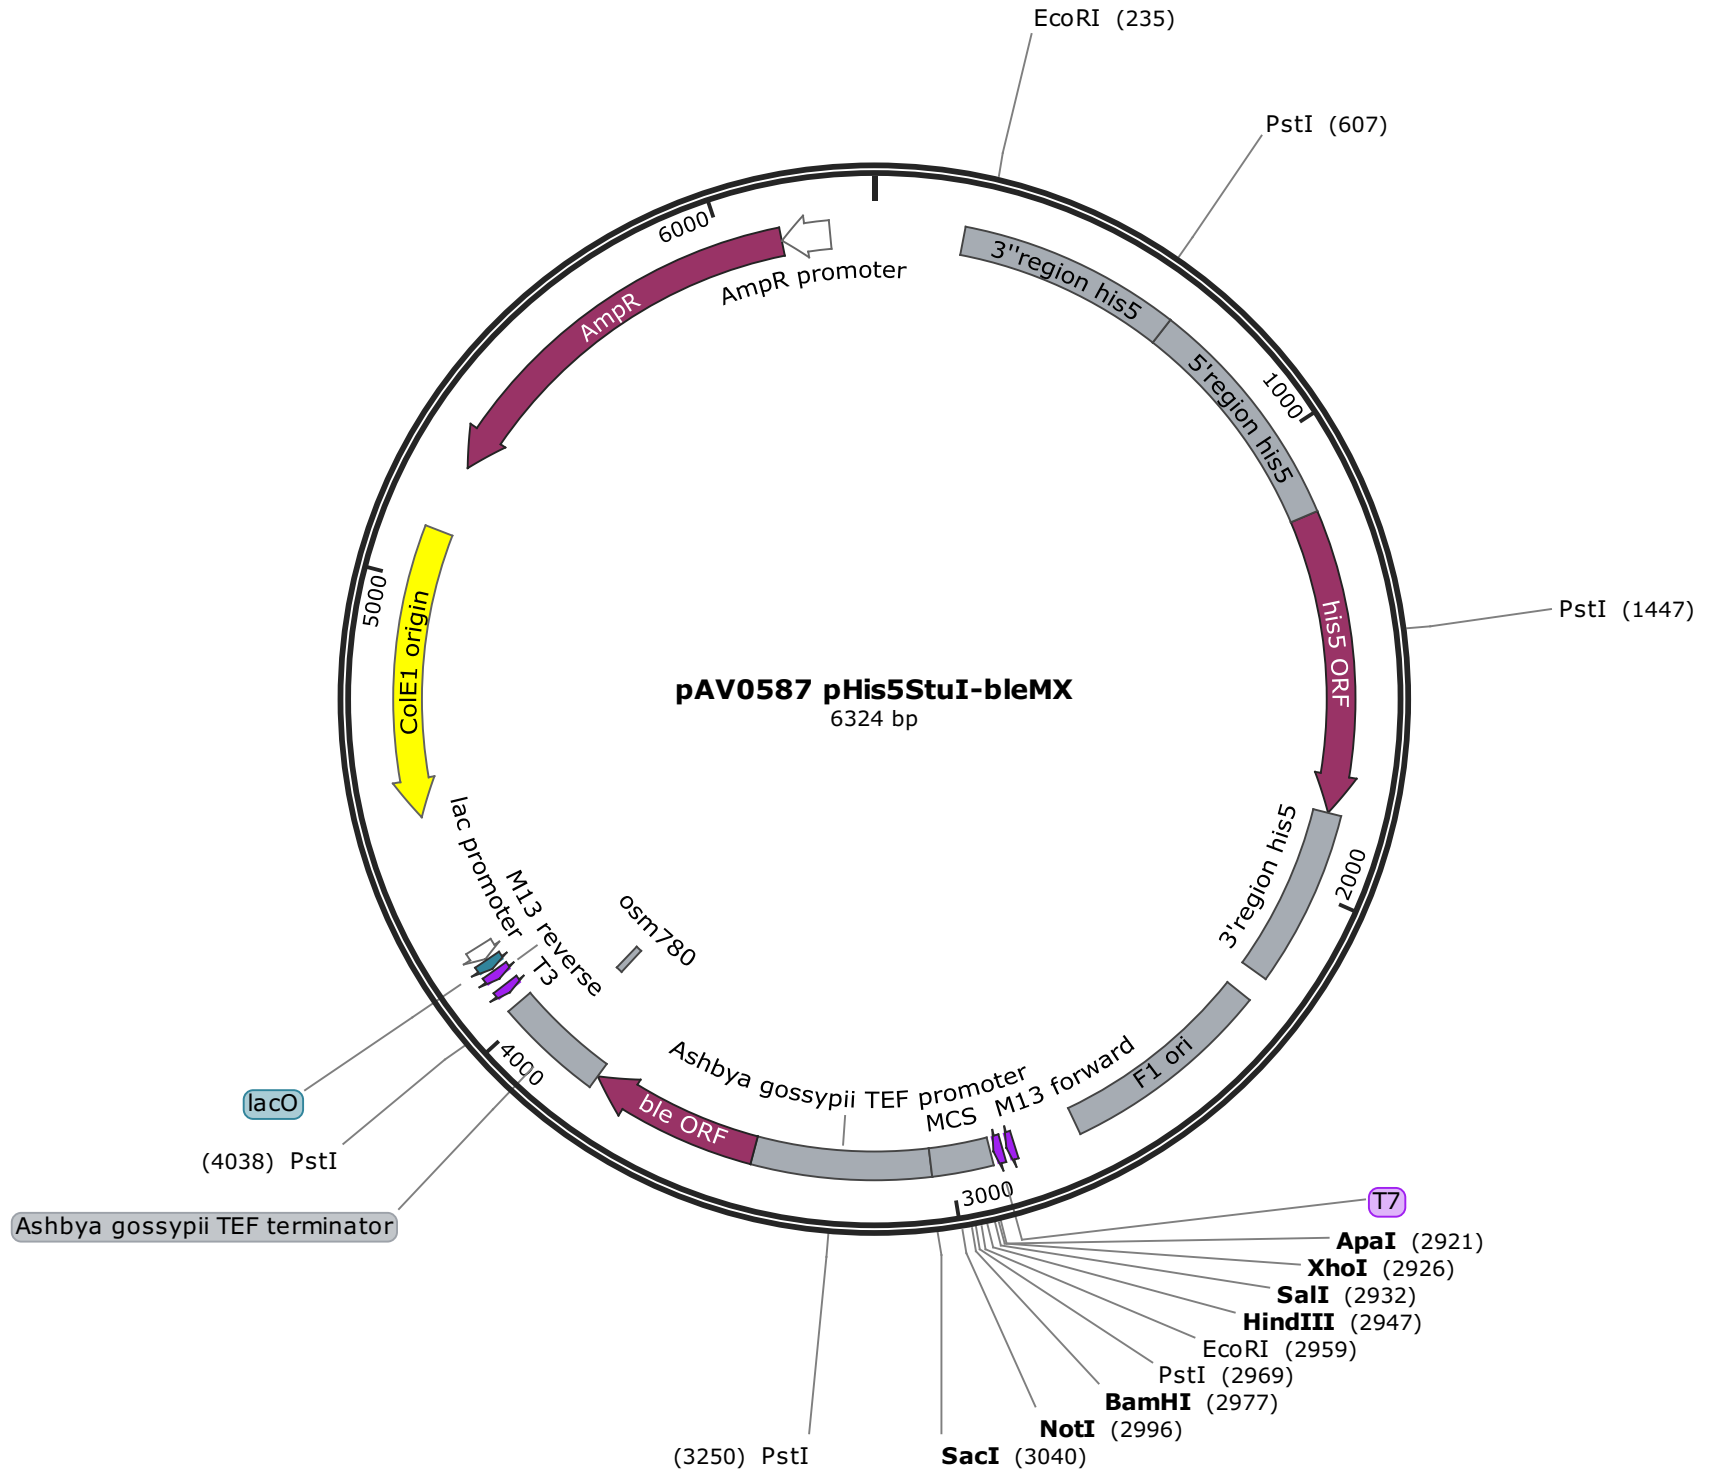 EcoRI (235)
PstI (607)
6000
AmpR promoter
3''region his5
AmpR
5'region his5
1000
5000
his5 ORF
PstI (1447)
ColE1 origin
pAV0587 pHis5StuI-bleMX
6324 bp
lac promoter
M13 reverse
T3
osm780
3'region his5
2000
4000
Ashbya gossypii TEF promoter
MCS
M13 forward
F1 ori
ble ORF
lacO
(4038) PstI
Ashbya gossypii TEF terminator
3000
T7
ApaI (2921)
XhoI (2926)
SalI (2932)
HindIII (2947)
EcoRI (2959)
PstI (2969)
BamHI (2977)
NotI (2996)
(3250) PstI
SacI (3040)